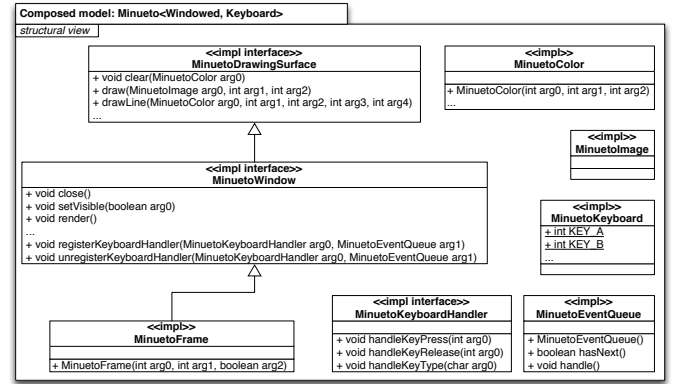 Composed model: Minueto<Windowed, Keyboard>
structural view
<<impl interface>>
MinuetoDrawingSurface
+ void clear(MinuetoColor arg0)
+ draw(MinuetoImage arg0, int arg1, int arg2)
+ drawLine(MinuetoColor arg0, int arg1, int arg2, int arg3, int arg4)
...
<<impl>>
MinuetoColor
+ MinuetoColor(int arg0, int arg1, int arg2)
...
<<impl>>
MinuetoImage
<<impl interface>>
MinuetoWindow
+ void close()
+ void setVisible(boolean arg0)
+ void render()
...
+ void registerKeyboardHandler(MinuetoKeyboardHandler arg0, MinuetoEventQueue arg1)
+ void unregisterKeyboardHandler(MinuetoKeyboardHandler arg0, MinuetoEventQueue arg1)
<<impl>>
MinuetoKeyboard
+ int KEY_A
+ int KEY_B
...
<<impl>>
MinuetoFrame
+ MinuetoFrame(int arg0, int arg1, boolean arg2)
<<impl interface>>
MinuetoKeyboardHandler
+ void handleKeyPress(int arg0)
+ void handleKeyRelease(int arg0)
+ void handleKeyType(char arg0)
<<impl>>
MinuetoEventQueue
+ MinuetoEventQueue()
+ boolean hasNext()
+ void handle()